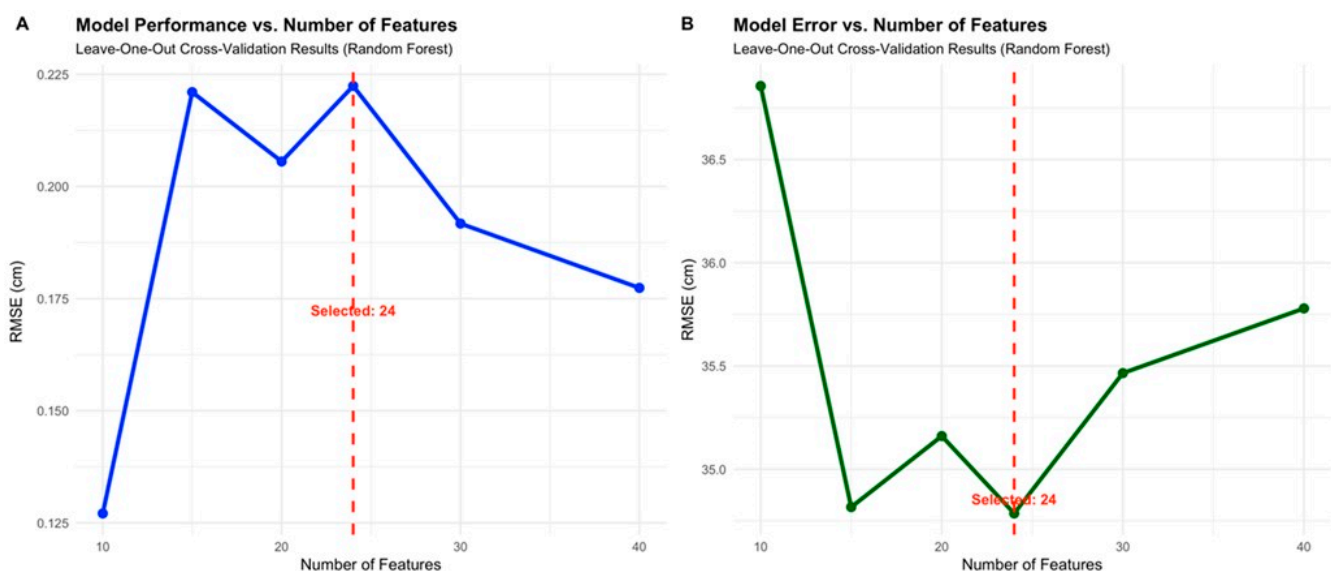 A
Model Performance vs. Number of Features
Leave-One-Out Cross-Validation Results (Random Forest)
0.225
0.200
0.175
0.150
0.125
RMSE (cm)
Selected: 24
10 20 30 40
Number of Features
B
Model Error vs. Number of Features
Leave-One-Out Cross-Validation Results (Random Forest)
36.5
36.0
35.5
35.0
RMSE (cm)
Selected: 24
10 20 30 40
Number of Features